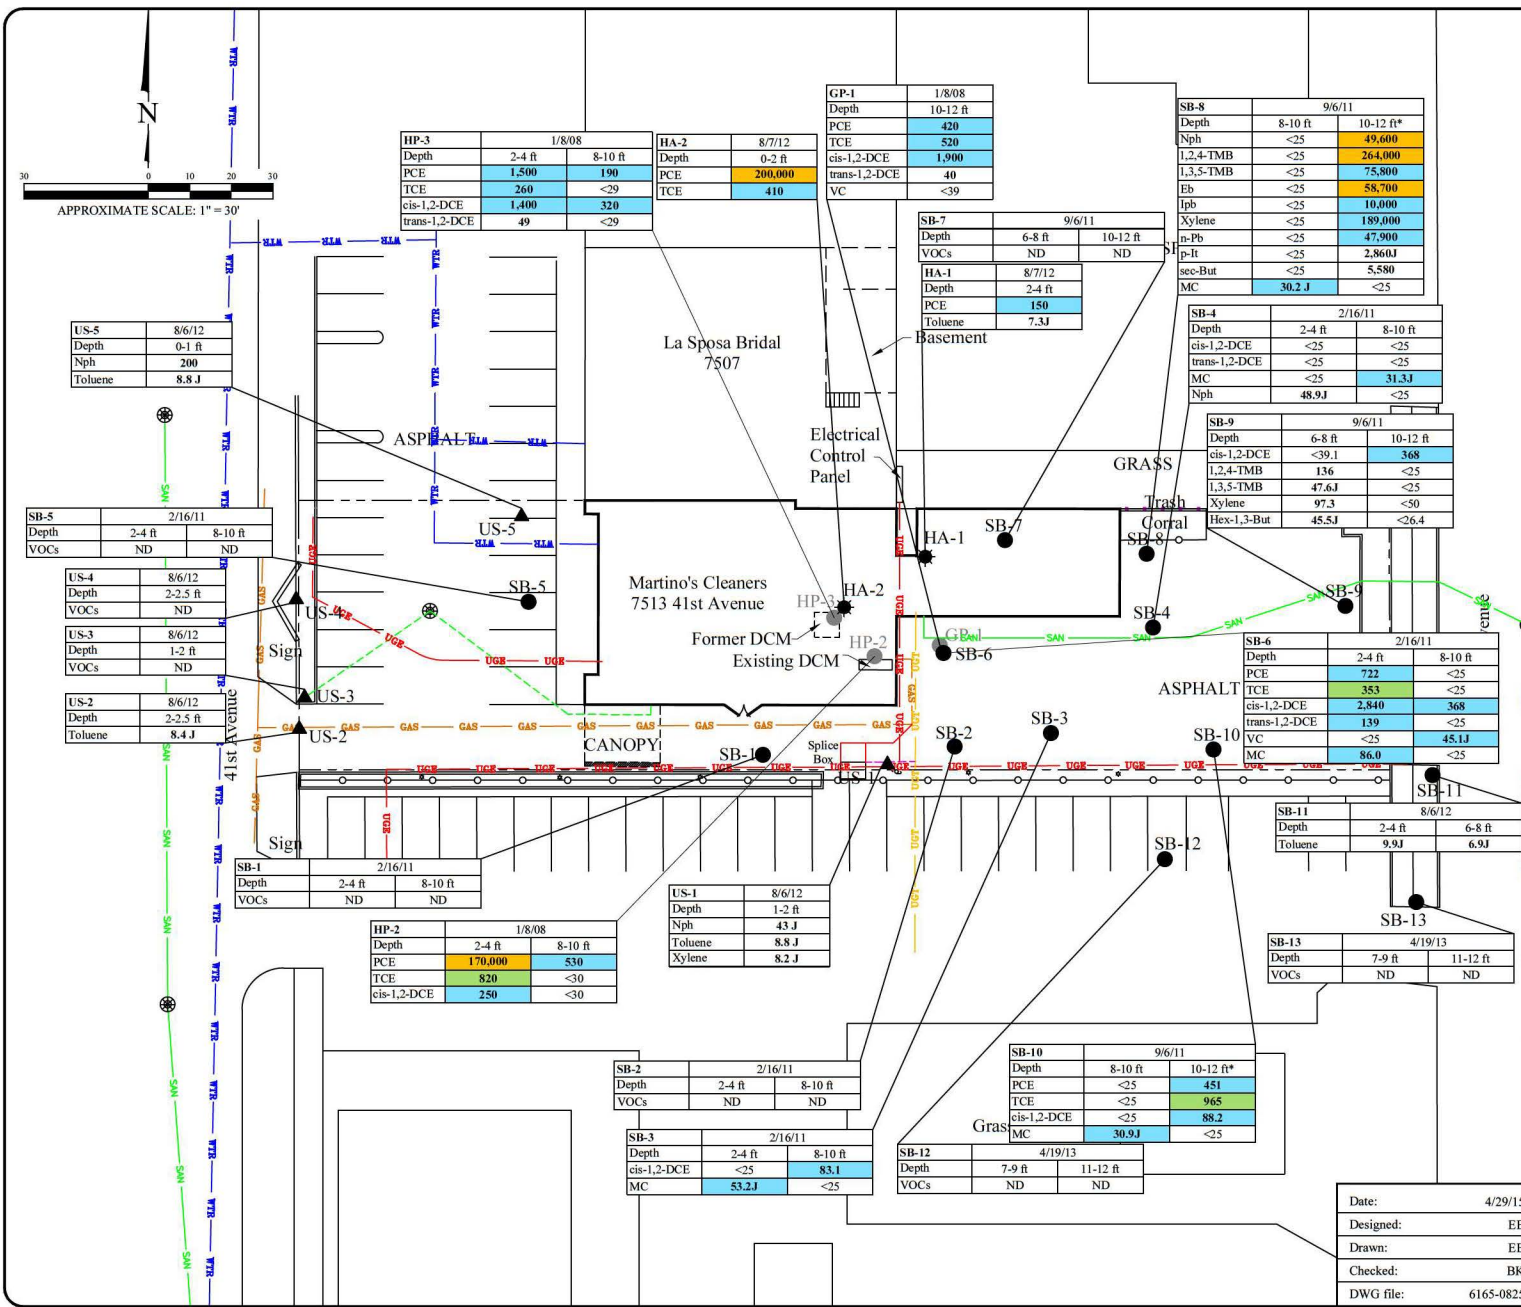 N
30 0 10 30
APPROXIMATE SCALE: 1" = 30'
HP-3 1/8/08
Depth 2-4 ft 8-10 ft
PCE 1,500 190
TCE 260 <29
cis-1,2-DCE 1,400 320
trans-1,2-DCE 49 <29
HA-2 8/7/12
Depth 0-2 ft
PCE 200,000
TCE 410
GP-1 1/8/08
Depth 10-12 ft
PCE 420
TCE 520
cis-1,2-DCE 1,900
trans-1,2-DCE 40
VC <39
SB-8 9/6/11
Depth 8-10 ft 10-12 ft*
Nph <25 49,600
1,2,4-TMB <25 264,000
1,3,5-TMB <25 75,800
Eb <25 58,700
Ipb <25 10,000
Xylene <25 189,000
n-Pb <25 47,900
p-It <25 2,860J
sec-But <25 5,580
MC 30.2 J <25
SB-7 9/6/11
Depth 6-8 ft 10-12 ft
VOCs ND ND
HA-1 8/7/12
Depth 2-4 ft
PCE 150
Toluene 7.3J
SB-4 2/16/11
Depth 2-4 ft 8-10 ft
cis-1,2-DCE <25 <25
trans-1,2-DCE <25 <25
MC <25 31.3J
Nph 48.9J <25
US-5 8/6/12
Depth 0-1 ft
Nph 200
Toluene 8.8 J
La Sposa Bridal
7507
Basement
SB-9 9/6/11
Depth 6-8 ft 10-12 ft
cis-1,2-DCE <39.1 368
1,2,4-TMB 136 <25
1,3,5-TMB 47.6J <25
Xylene 97.3 <50
Hex-1,3-But 45.5J <26.4
ASPHALT
Electrical
Control
Panel
GRASS
Trash
Corral
SB-5 2/16/11
Depth 2-4 ft 8-10 ft
VOCs ND ND
US-5
SB-7
HA-1
SB-8
US-4 8/6/12
Depth 2-2.5 ft
VOCs ND
US-4
SB-5
Martino's Cleaners
7513 41st Avenue
HP-3
HA-2
SB-9
SB-4
US-3 8/6/12
Depth 1-2 ft
VOCs ND
Sign
Former DCM
Existing DCM
HP-2
GP-1
SB-6
SB-6 2/16/11
Depth 2-4 ft 8-10 ft
PCE 722 <25
TCE 353 <25
cis-1,2-DCE 2,840 368
trans-1,2-DCE 139 <25
VC <25 45.1J
MC 86.0 <25
US-2 8/6/12
Depth 2-2.5 ft
Toluene 8.4 J
US-3
US-2
41st Avenue
ASPHALT
CANOPY
SB-1
Splice
Box
US-1
SB-2
SB-3
SB-10
SB-11
WTR
SAN
GAS
UGE
UGT
SB-11 8/6/12
Depth 2-4 ft 6-8 ft
Toluene 9.9J 6.9J
Sign
SB-12
SB-1 2/16/11
Depth 2-4 ft 8-10 ft
VOCs ND ND
US-1 8/6/12
Depth 1-2 ft
Nph 43 J
Toluene 8.8 J
Xylene 8.2 J
SB-13
HP-2 1/8/08
Depth 2-4 ft 8-10 ft
PCE 170,000 530
TCE 820 <30
cis-1,2-DCE 250 <30
SB-13 4/19/13
Depth 7-9 ft 11-12 ft
VOCs ND ND
SB-2 2/16/11
Depth 2-4 ft 8-10 ft
VOCs ND ND
SB-10 9/6/11
Depth 8-10 ft 10-12 ft*
PCE <25 451
TCE <25 965
cis-1,2-DCE <25 88.2
MC 30.9J <25
SB-3 2/16/11
Depth 2-4 ft 8-10 ft
cis-1,2-DCE <25 83.1
MC 53.2J <25
SB-12 4/19/13
Depth 7-9 ft 11-12 ft
VOCs ND ND
Date: 4/29/15
Designed:
Drawn:
Checked: BK
DWG file: 6165-0825